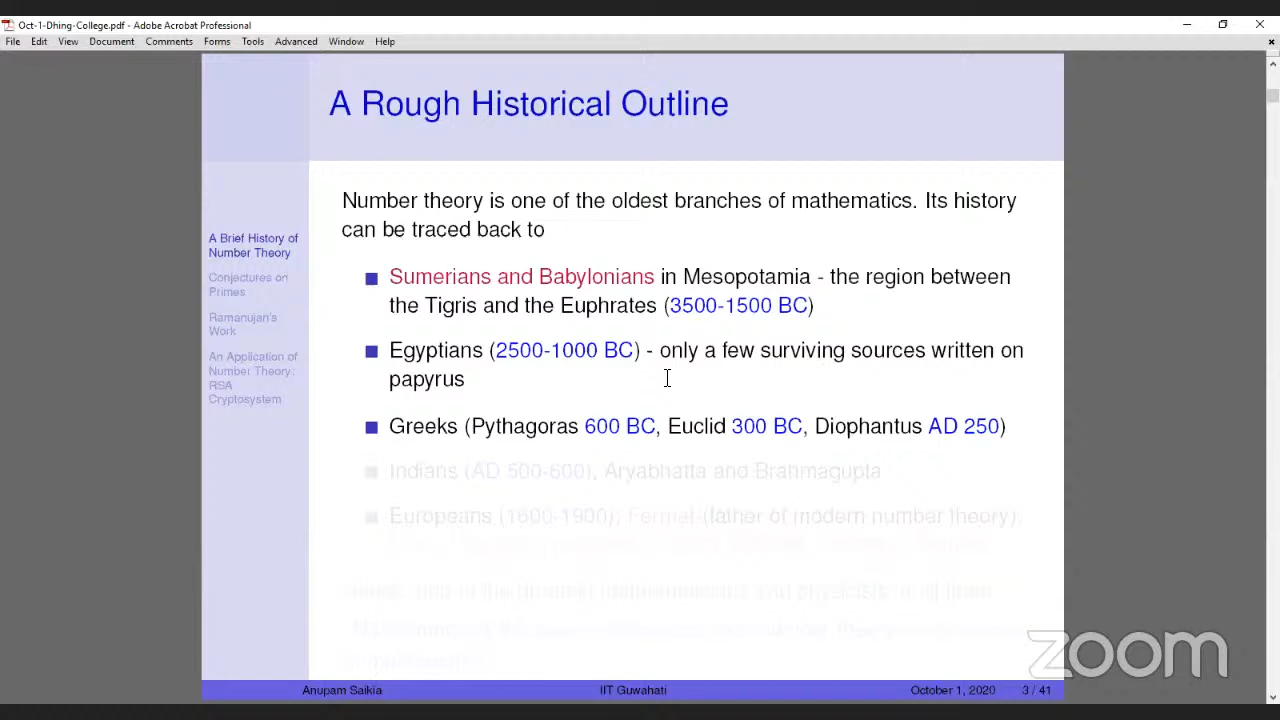 Oct-1-Dhing-College.pdf - Adobe Acrobat Professional
File Edit View Document Comments Forms Tools Advanced Window Help
A Rough Historical Outline
A Brief History of
Number Theory
Conjectures on
Primes
Ramanujan's
Work
An Application of
Number Theory:
RSA
Cryptosystem
Number theory is one of the oldest branches of mathematics. Its history
can be traced back to
Sumerians and Babylonians in Mesopotamia - the region between
the Tigris and the Euphrates (3500-1500 BC)
Egyptians (2500-1000 BC) - only a few surviving sources written on
papyrus
Greeks (Pythagoras 600 BC, Euclid 300 BC, Diophantus AD 250)
Indians (AD 500-600), Aryabhatta and Brahmagupta
Europeans (1600-1900), Fermat (father of modern number theory)
zoom
Anupam Saikia IIT Guwahati October 1, 2020 3 / 41